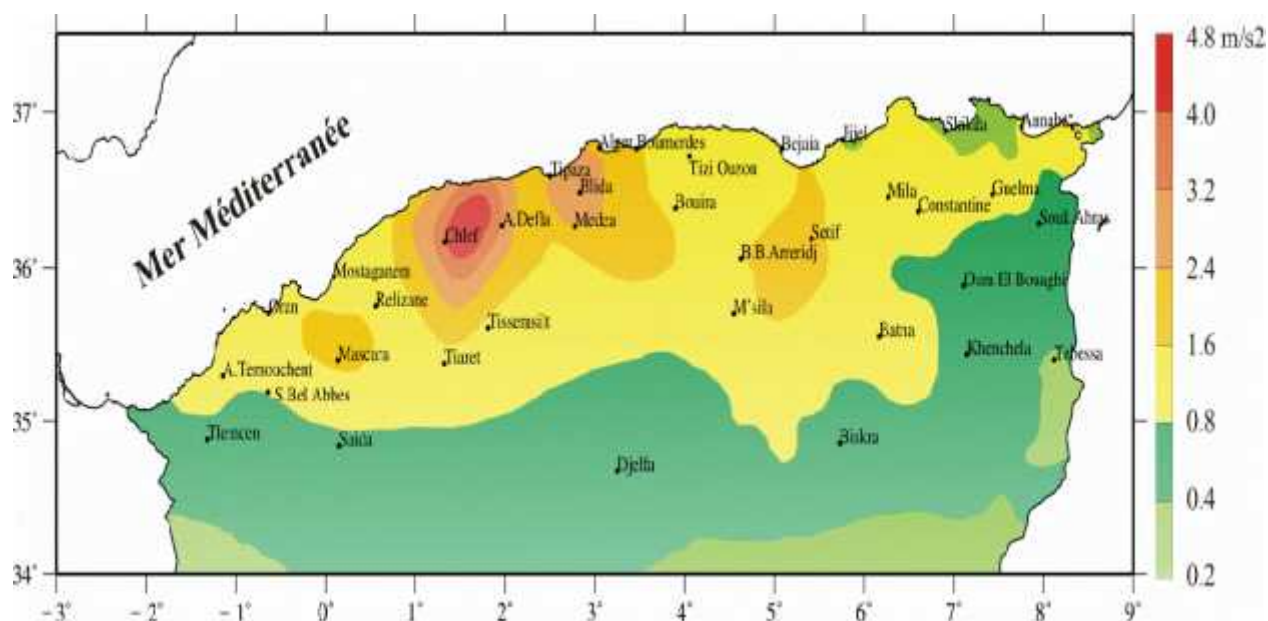 4.8 m/s2
37°
Mer Méditerranée
4.0
Skikda
Annaba
Jijel
Bejaia
Tizi Ouzou
Tipaza
Blida
3.2
Mila
Guelma
Bouira
Constantine
A.Defla
Medea
Souk Ahras
Chlef
Setif
36°
B.B.Arreridj
2.4
Mostaganem
Oum El Bouaghi
Relizane
Oran
M'sila
Tissemsilt
Batna
1.6
Mascara
Tiaret
Khenchela
Tebessa
A.Temouchent
S.Bel Abbes
35°
0.8
Tlemcen
Saida
Biskra
Djelfa
0.4
34°
0.2
-3° -2° -1° 0° 1° 2° 3° 4° 5° 6° 7° 8° 9°